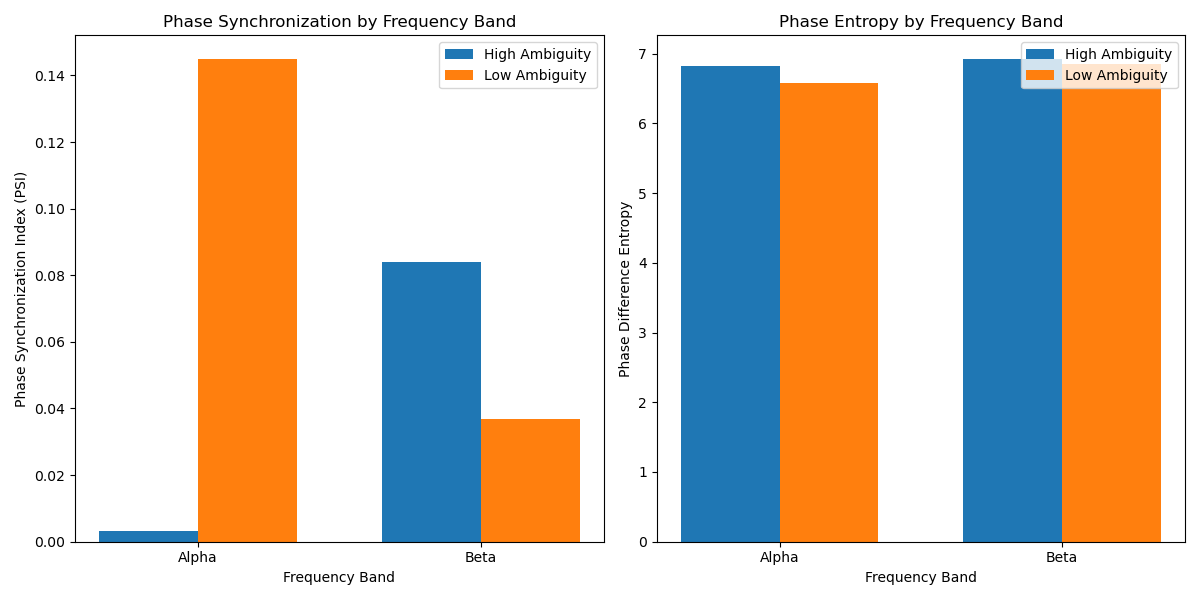 Phase Synchronization by Frequency Band
High Ambiguity
Low Ambiguity
Phase Synchronization Index (PSI)
0.14
0.12
0.10
0.08
0.06
0.04
0.02
0.00
Alpha
Beta
Frequency Band
Phase Entropy by Frequency Band
High Ambiguity
Low Ambiguity
Phase Difference Entropy
7
6
5
4
3
2
1
0
Alpha
Beta
Frequency Band